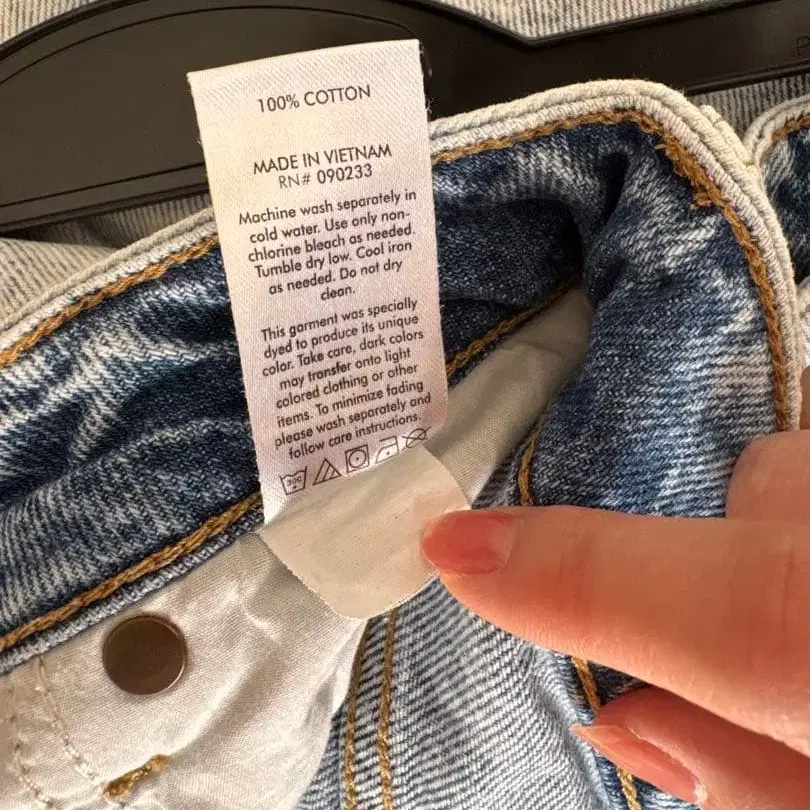 100% COTTON
MADE IN VIETNAM
RN# 090233
Machine wash separately in
cold water. Use only non-
chlorine bleach as needed.
Tumble dry low. Cool iron
as needed. Do not dry
clean.
This garment was specially
dyed to produce its unique
color. Take care, dark colors
may transfer onto light
colored clothing or other
items. To minimize fading
please wash separately and
follow care instructions.